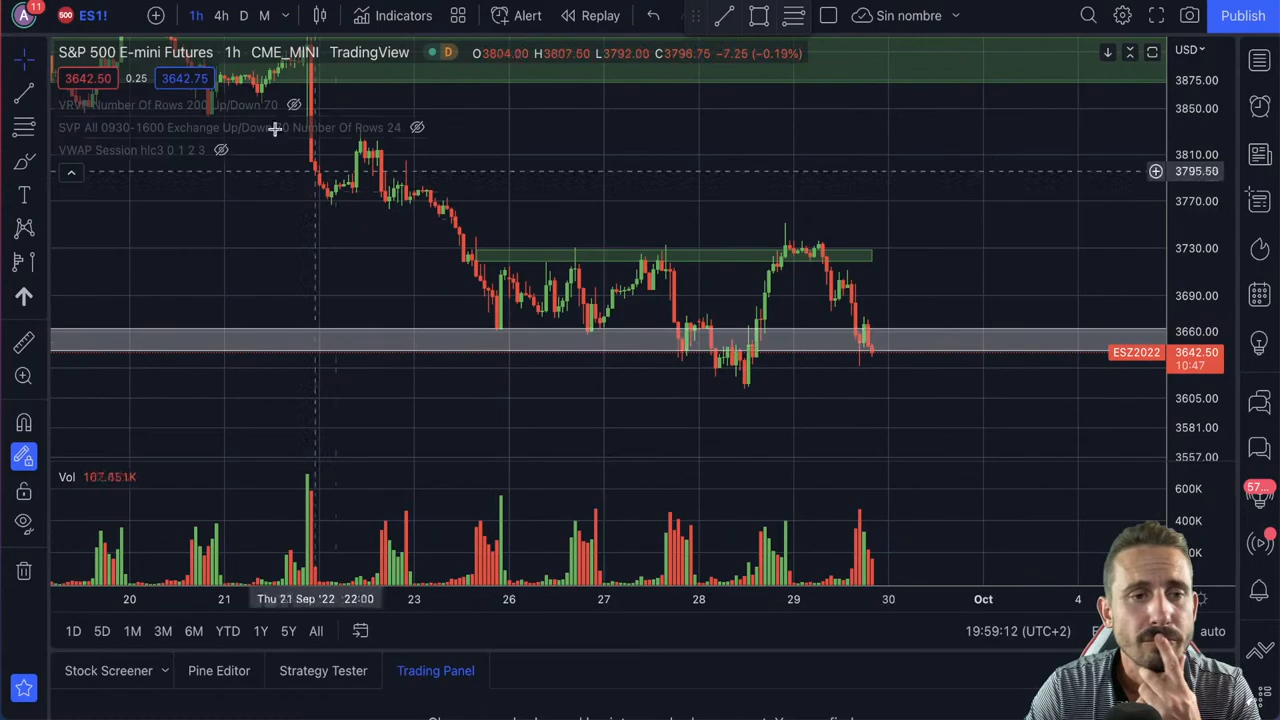 A 11 500 ES1! 1h 4h D M Indicators Alert Replay Sin nombre Publish
S&P 500 E-mini Futures 1h CME_MINI TradingView D O3804.00 H3807.50 L3792.00 C3796.75 −7.25 (−0.19%) USD
3642.50 0.25 3642.75
3875.00
VRVP Number Of Rows 200 Up/Down 70
3850.00
SVP All 0930-1600 Exchange Up/Down Number Of Rows 24
VWAP Session hlc3 0 1 2 3
3810.00
3795.50
3770.00
3730.00
3690.00
3660.00
ESZ2022 3642.50
10:47
3605.00
3581.00
3557.00
Vol
600K
400K
20 21 Sep '22 22:00 23 26 27 28 29 30 Oct 4
1D 5D 1M 3M 6M YTD 1Y 5Y All 19:59:12 (UTC+2) auto
Stock Screener Pine Editor Strategy Tester Trading Panel
T
57...